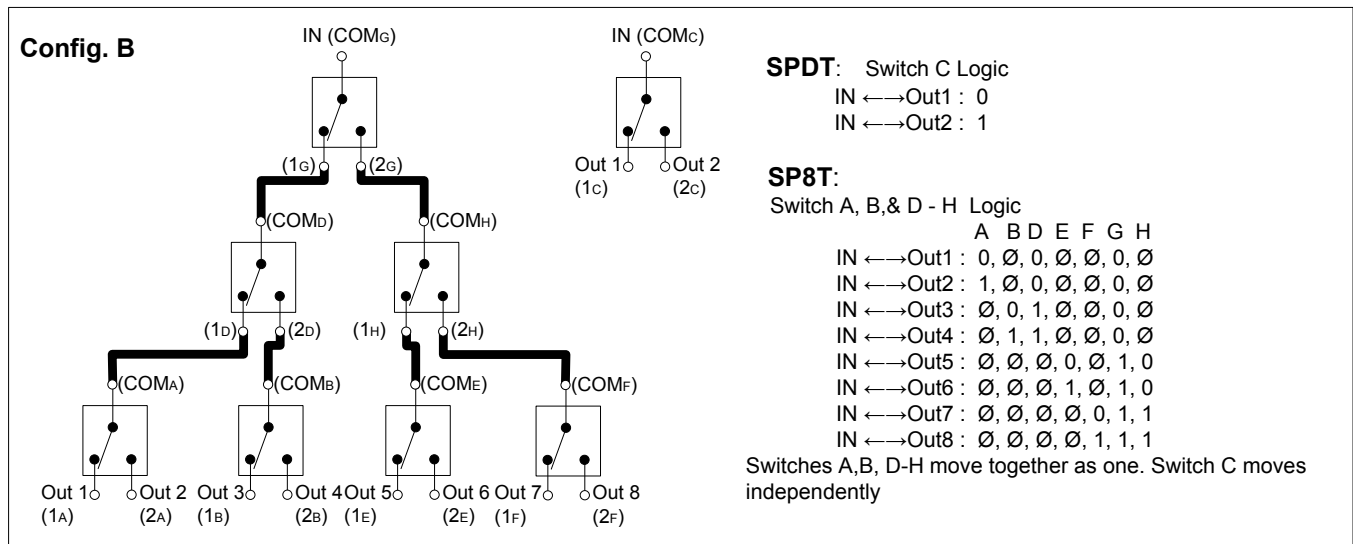 Config. B
IN (COMG)
IN (COMC)
(1G) (2G)
Out 1 Out 2
(1C) (2C)
(COMD) (COMH)
(1D) (2D) (1H) (2H)
(COMA) (COMB) (COME) (COMF)
Out 1 Out 2 Out 3 Out 4 Out 5 Out 6 Out 7 Out 8
(1A) (2A) (1B) (2B) (1E) (2E) (1F) (2F)
SPDT: Switch C Logic
IN ←→Out1 : 0
IN ←→Out2 : 1
SP8T:
Switch A, B,& D - H Logic
A B D E F G H
IN ←→Out1 : 0, Ø, 0, Ø, Ø, 0, Ø
IN ←→Out2 : 1, Ø, 0, Ø, Ø, 0, Ø
IN ←→Out3 : Ø, 0, 1, Ø, Ø, 0, Ø
IN ←→Out4 : Ø, 1, 1, Ø, Ø, 0, Ø
IN ←→Out5 : Ø, Ø, Ø, 0, Ø, 1, 0
IN ←→Out6 : Ø, Ø, Ø, 1, Ø, 1, 0
IN ←→Out7 : Ø, Ø, Ø, Ø, 0, 1, 1
IN ←→Out8 : Ø, Ø, Ø, Ø, 1, 1, 1
Switches A,B, D-H move together as one. Switch C moves
independently